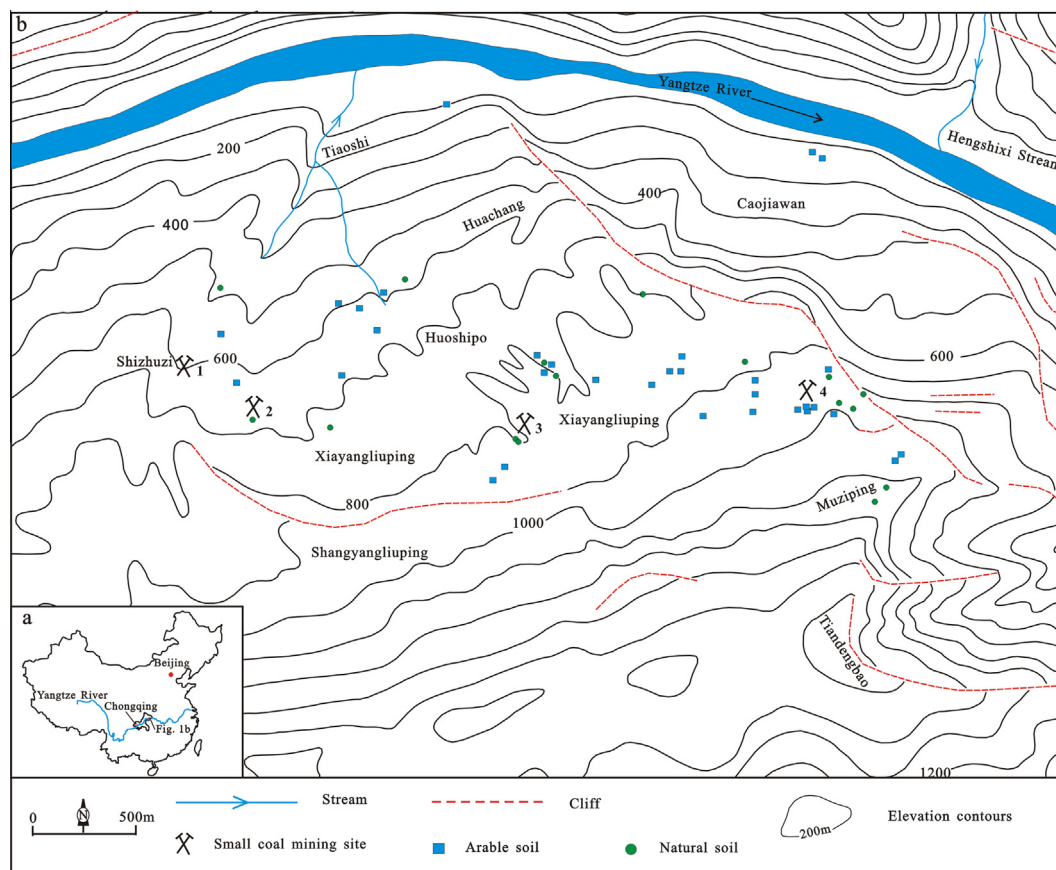 b
Yangtze River
Hengshixi Stream
200
Tiaoshi
400
Caojiawan
Huachang
400
Huoshipo
Shizhuzi
1
600
600
2
3
4
Xiayangliuping
Xiayangliuping
800
1000
Muziping
Shangyangliuping
Tiandengbao
1200
a
Beijing
Yangtze River
Chongqing
Fig. 1b
0
500m
N
Stream
Cliff
200m
Elevation contours
Small coal mining site
Arable soil
Natural soil